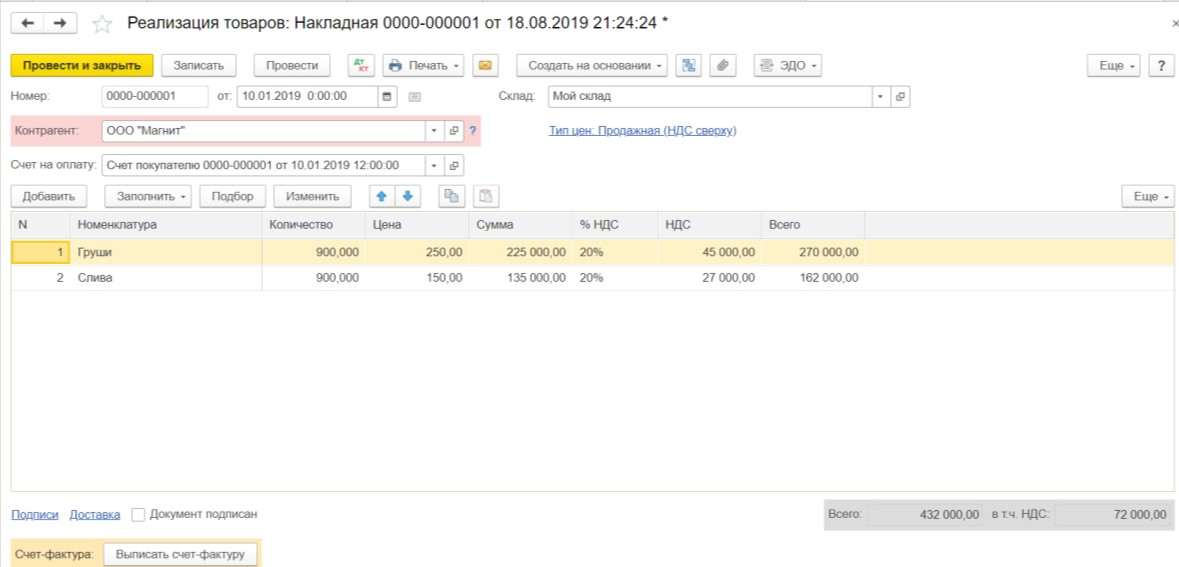 Реализация товаров: Накладная 0000-000001 от 18.08.2019 21:24:24 *
Провести и закрыть Записать Провести Дт Кт Печать Создать на основании ЭДО Еще ?
Номер: 0000-000001 от: 10.01.2019 0:00:00 Склад: Мой склад
Контрагент: ООО "Магнит" ? Тип цен: Продажная (НДС сверху)
Счет на оплату: Счет покупателю 0000-000001 от 10.01.2019 12:00:00
Добавить Заполнить Подбор Изменить Еще
N Номенклатура Количество Цена Сумма % НДС НДС Всего
1 Груши 900,000 250,00 225 000,00 20% 45 000,00 270 000,00
2 Слива 900,000 150,00 135 000,00 20% 27 000,00 162 000,00
Подписи Доставка Документ подписан Всего: 432 000,00 в т.ч. НДС: 72 000,00
Счет-фактура: Выписать счет-фактуру